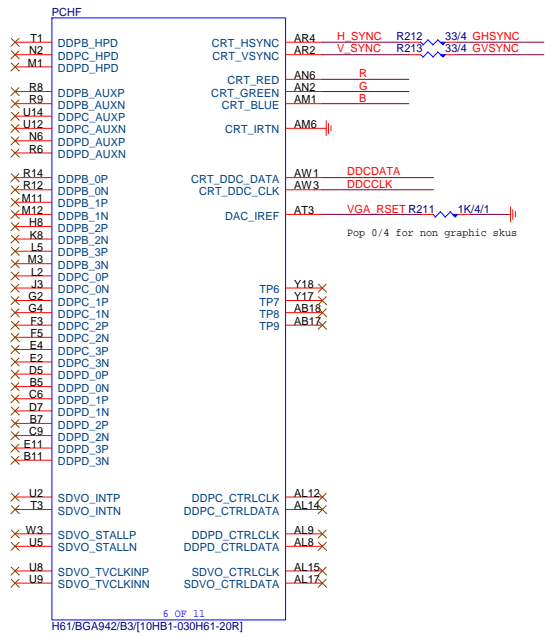 PCHF
T1 DDPB_HPD CRT_HSYNC AR4 H_SYNC R212 33/4 GHSYNC
N2 DDPC_HPD CRT_VSYNC AR2 V_SYNC R213 33/4 GVSYNC
M1 DDPD_HPD
CRT_RED AN6 R
R8 DDPB_AUXP CRT_GREEN AN2 G
R9 DDPB_AUXN CRT_BLUE AM1 B
U14 DDPC_AUXP
U12 DDPC_AUXN CRT_IRTN AM6
N6 DDPD_AUXP
R6 DDPD_AUXN
R14 DDPB_0P CRT_DDC_DATA AW1 DDCDATA
R12 DDPB_0N CRT_DDC_CLK AW3 DDCCLK
M11 DDPB_1P
M12 DDPB_1N DAC_IREF AT3 VGA_RSET R211 1K/4/1
H8 DDPB_2P
K8 DDPB_2N Pop 0/4 for non graphic skus
L5 DDPB_3P
M3 DDPB_3N
L2 DDPC_0P
J3 DDPC_0N TP6 Y18
G2 DDPC_1P TP7 Y17
G4 DDPC_1N TP8 AB18
F3 DDPC_2P TP9 AB17
F5 DDPC_2N
E4 DDPC_3P
E2 DDPC_3N
D5 DDPD_0P
B5 DDPD_0N
C6 DDPD_1P
D7 DDPD_1N
B7 DDPD_2P
C9 DDPD_2N
E11 DDPD_3P
B11 DDPD_3N
U2 SDVO_INTP DDPC_CTRLCLK AL12
T3 SDVO_INTN DDPC_CTRLDATA AL14
W3 SDVO_STALLP DDPD_CTRLCLK AL9
U5 SDVO_STALLN DDPD_CTRLDATA AL8
U8 SDVO_TVCLKINP SDVO_CTRLCLK AL15
U9 SDVO_TVCLKINN SDVO_CTRLDATA AL17
6 OF 11
H61/BGA942/B3/[10HB1-030H61-20R]